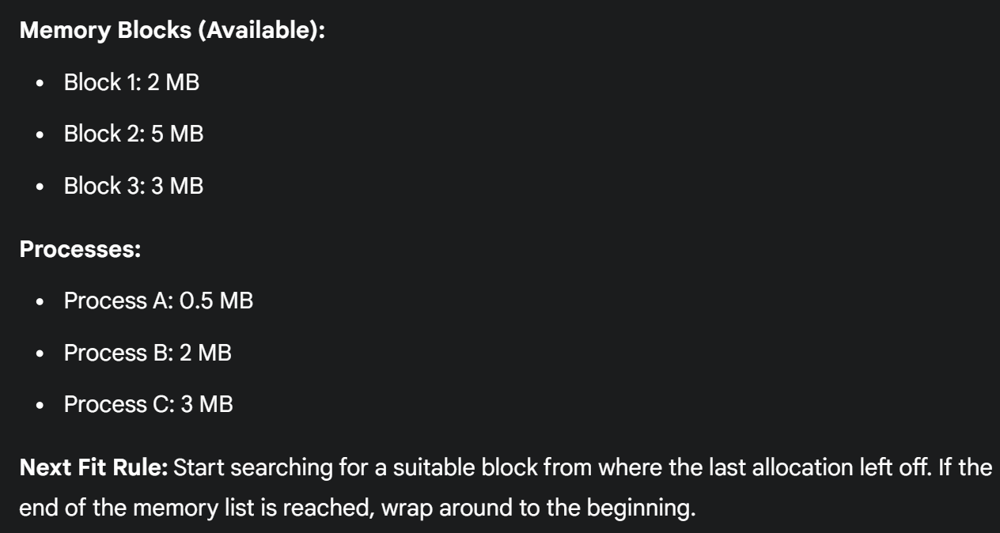 Memory Blocks (Available):
• Block 1: 2 MB
• Block 2: 5 MB
• Block 3: 3 MB
Processes:
• Process A: 0.5 MB
• Process B: 2 MB
• Process C: 3 MB
Next Fit Rule: Start searching for a suitable block from where the last allocation left off. If the
end of the memory list is reached, wrap around to the beginning.